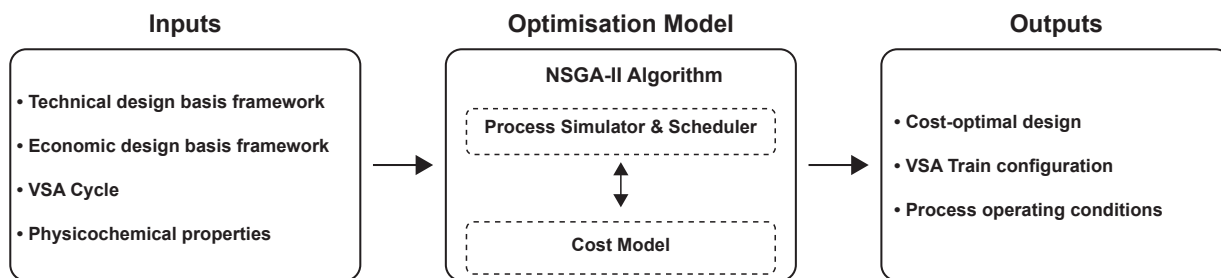 Inputs
• Technical design basis framework
• Economic design basis framework
• VSA Cycle
• Physicochemical properties
Optimisation Model
NSGA-II Algorithm
Process Simulator & Scheduler
Cost Model
Outputs
• Cost-optimal design
• VSA Train configuration
• Process operating conditions